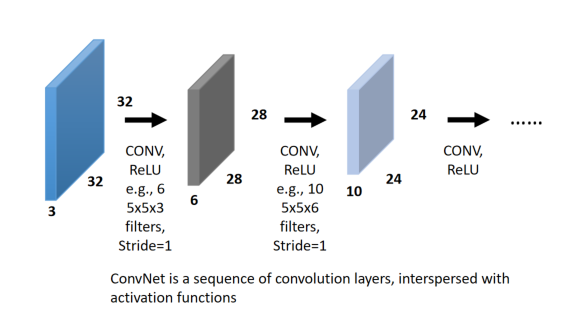 32
32
3
CONV,
ReLU
e.g., 6
5x5x3
filters,
Stride=1
28
28
6
CONV,
ReLU
e.g., 10
5x5x6
filters,
Stride=1
24
24
10
CONV,
ReLU
......
ConvNet is a sequence of convolution layers, interspersed with
activation functions